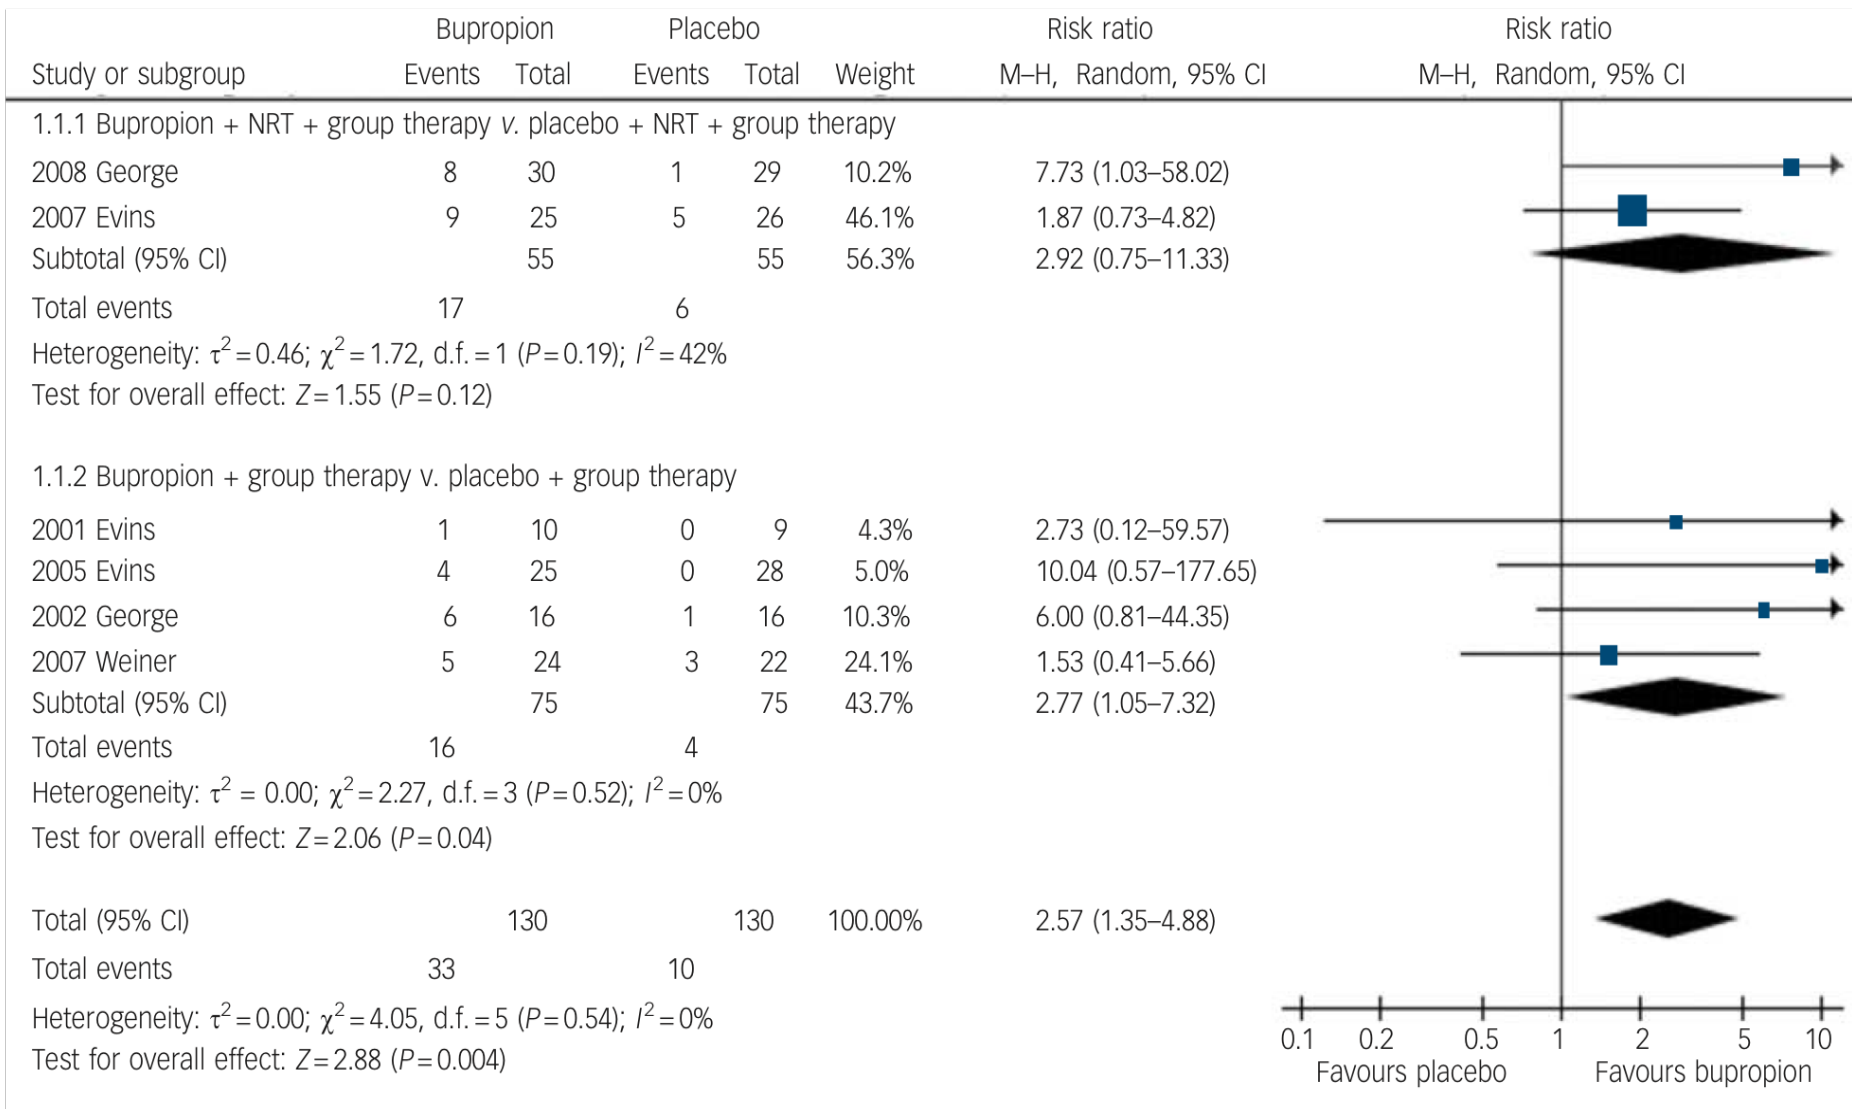 Bupropion Placebo Risk ratio Risk ratio
Study or subgroup Events Total Events Total Weight M–H, Random, 95% CI M–H, Random, 95% CI
1.1.1 Bupropion + NRT + group therapy v. placebo + NRT + group therapy
2008 George 8 30 1 29 10.2% 7.73 (1.03–58.02)
2007 Evins 9 25 5 26 46.1% 1.87 (0.73–4.82)
Subtotal (95% CI) 55 55 56.3% 2.92 (0.75–11.33)
Total events 17 6
Heterogeneity: τ²=0.46; χ²=1.72, d.f.=1 (P=0.19); I²=42%
Test for overall effect: Z=1.55 (P=0.12)
1.1.2 Bupropion + group therapy v. placebo + group therapy
2001 Evins 1 10 0 9 4.3% 2.73 (0.12–59.57)
2005 Evins 4 25 0 28 5.0% 10.04 (0.57–177.65)
2002 George 6 16 1 16 10.3% 6.00 (0.81–44.35)
2007 Weiner 5 24 3 22 24.1% 1.53 (0.41–5.66)
Subtotal (95% CI) 75 75 43.7% 2.77 (1.05–7.32)
Total events 16 4
Heterogeneity: τ² = 0.00; χ²=2.27, d.f.=3 (P=0.52); I²=0%
Test for overall effect: Z=2.06 (P=0.04)
Total (95% CI) 130 130 100.00% 2.57 (1.35–4.88)
Total events 33 10
Heterogeneity: τ²=0.00; χ²=4.05, d.f.=5 (P=0.54); I²=0%
Test for overall effect: Z=2.88 (P=0.004)
0.1 0.2 0.5 1 2 5 10
Favours placebo Favours bupropion